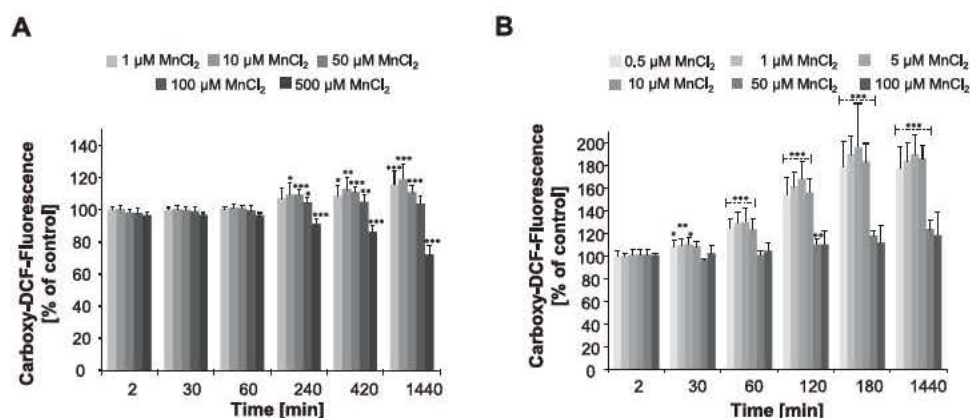 A
1 µM MnCl₂ 10 µM MnCl₂ 50 µM MnCl₂
100 µM MnCl₂ 500 µM MnCl₂
Carboxy-DCF-Fluorescence
[% of control]
140
120
100
80
60
40
20
0
* *** *** *
***
* ** *** **
***
*** *** ***
***
2 30 60 240 420 1440
Time [min]
B
0.5 µM MnCl₂ 1 µM MnCl₂ 5 µM MnCl₂
10 µM MnCl₂ 50 µM MnCl₂ 100 µM MnCl₂
Carboxy-DCF-Fluorescence
[% of control]
200
180
160
140
120
100
80
60
40
20
0
* ** *
***
***
**
***
***
2 30 60 120 180 1440
Time [min]